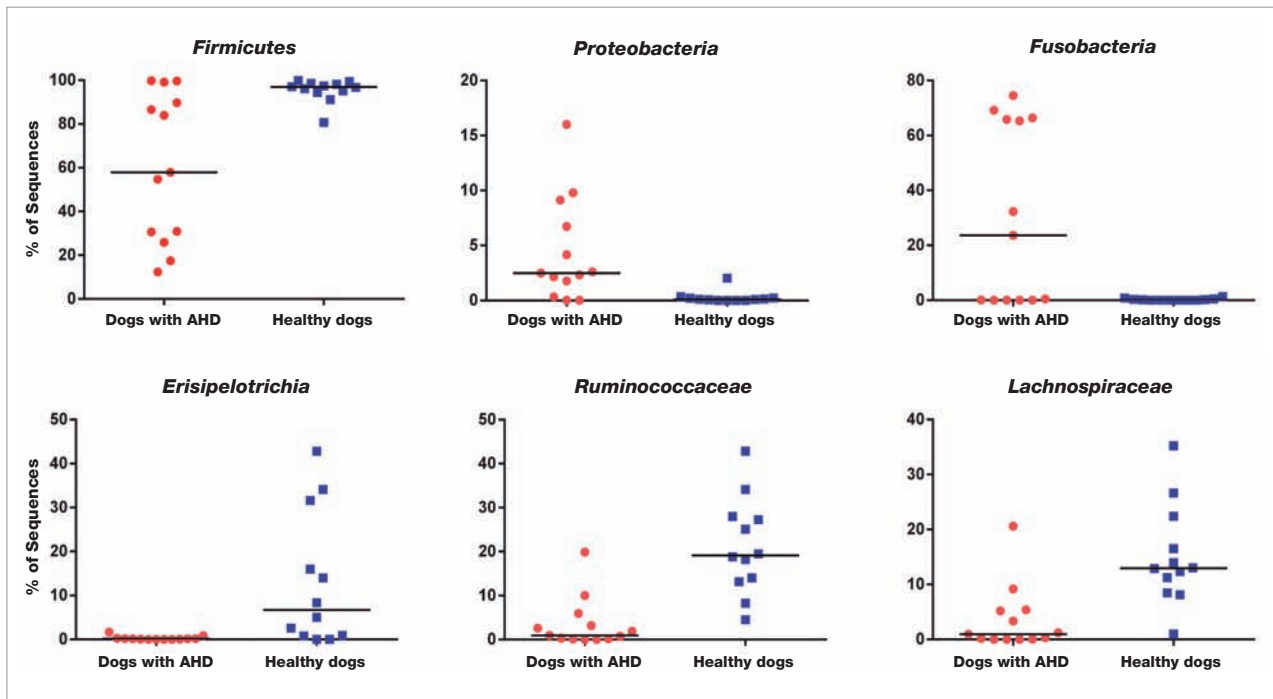 Firmicutes
% of Sequences
100
80
60
40
20
0
Dogs with AHD Healthy dogs
Proteobacteria
20
15
10
5
0
Dogs with AHD Healthy dogs
Fusobacteria
80
60
40
20
0
Dogs with AHD Healthy dogs
Erisipelotrichia
% of Sequences
50
40
30
20
10
0
Dogs with AHD Healthy dogs
Ruminococcaceae
50
40
30
20
10
0
Dogs with AHD Healthy dogs
Lachnospiraceae
40
30
20
10
0
Dogs with AHD Healthy dogs